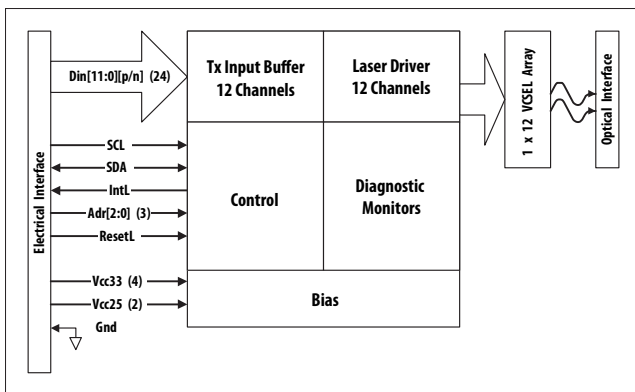 Electrical Interface
Din[11:0][p/n] (24)
SCL
SDA
IntL
Adr[2:0] (3)
ResetL
Vcc33 (4)
Vcc25 (2)
Gnd
Tx Input Buffer
12 Channels
Laser Driver
12 Channels
Control
Diagnostic
Monitors
Bias
1 x 12 VCSEL Array
Optical Interface